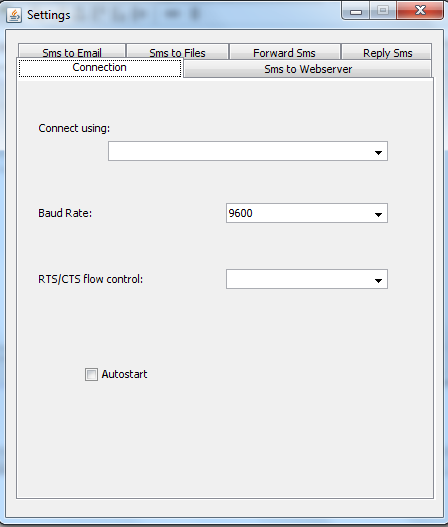 Settings
Sms to Email Sms to Files Forward Sms Reply Sms
Connection Sms to Webserver
Connect using:
Baud Rate: 9600
RTS/CTS flow control:
Autostart